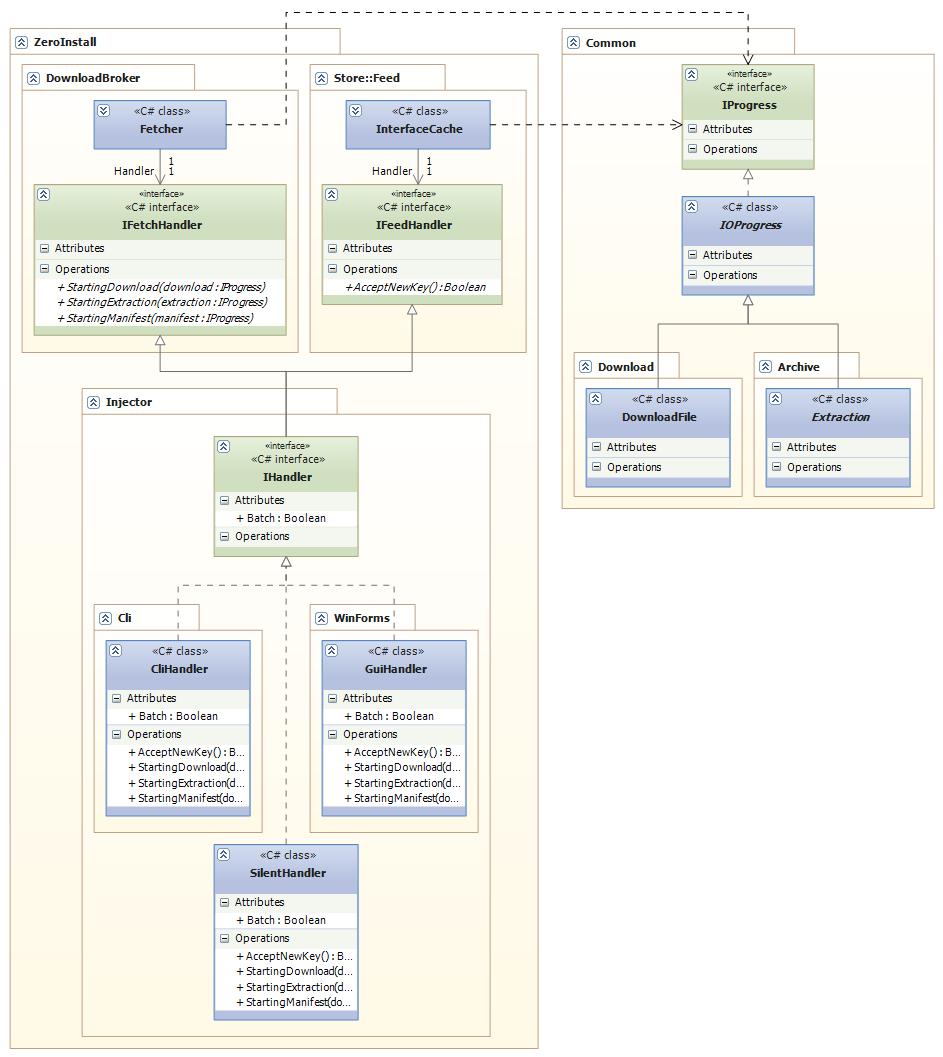 ZeroInstall
DownloadBroker
«C# class»
Fetcher
1
Handler
1
«interface»
«C# interface»
IFetchHandler
Attributes
Operations
+ StartingDownload(download : IProgress)
+ StartingExtraction(extraction : IProgress)
+ StartingManifest(manifest : IProgress)
Store::Feed
«C# class»
InterfaceCache
1
Handler
1
«interface»
«C# interface»
IFeedHandler
Attributes
Operations
+ AcceptNewKey() : Boolean
Injector
«interface»
«C# interface»
IHandler
Attributes
+ Batch : Boolean
Operations
Cli
«C# class»
CliHandler
Attributes
+ Batch : Boolean
Operations
+ AcceptNewKey() : B...
+ StartingDownload(d...
+ StartingExtraction(d...
+ StartingManifest(do...
WinForms
«C# class»
GuiHandler
Attributes
+ Batch : Boolean
Operations
+ AcceptNewKey() : B...
+ StartingDownload(d...
+ StartingExtraction(d...
+ StartingManifest(do...
«C# class»
SilentHandler
Attributes
+ Batch : Boolean
Operations
+ AcceptNewKey() : B...
+ StartingDownload(d...
+ StartingExtraction(d...
+ StartingManifest(do...
Common
«interface»
«C# interface»
IProgress
Attributes
Operations
«C# class»
IOProgress
Attributes
Operations
Download
«C# class»
DownloadFile
Attributes
Operations
Archive
«C# class»
Extraction
Attributes
Operations